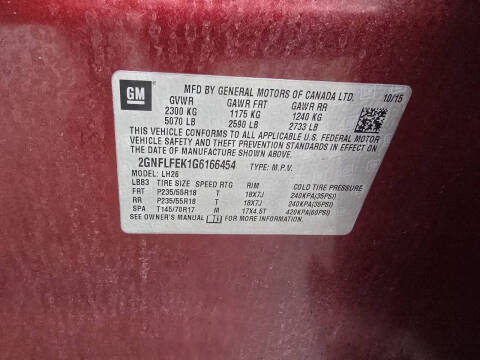 GM
MFD BY GENERAL MOTORS OF CANADA LTD. 10/15
GVWR GAWR FRT GAWR RR
2300 KG 1175 KG 1240 KG
5070 LB 2590 LB 2733 LB
THIS VEHICLE CONFORMS TO ALL APPLICABLE U.S. FEDERAL MOTOR
VEHICLE SAFETY AND THEFT PREVENTION STANDARDS IN EFFECT
ON THE DATE OF MANUFACTURE SHOWN ABOVE.
2GNFLFEK1G6166454 TYPE: M.P.V.
MODEL: LH26
LBB3 TIRE SIZE SPEED RTG RIM COLD TIRE PRESSURE
FRT P235/55R18 T 18X7J 240KPA(35PSI)
RR P235/55R18 T 18X7J 240KPA(35PSI)
SPA T145/70R17 M 17X4.5T 420KPA(60PSI)
SEE OWNER'S MANUAL FOR MORE INFORMATION.